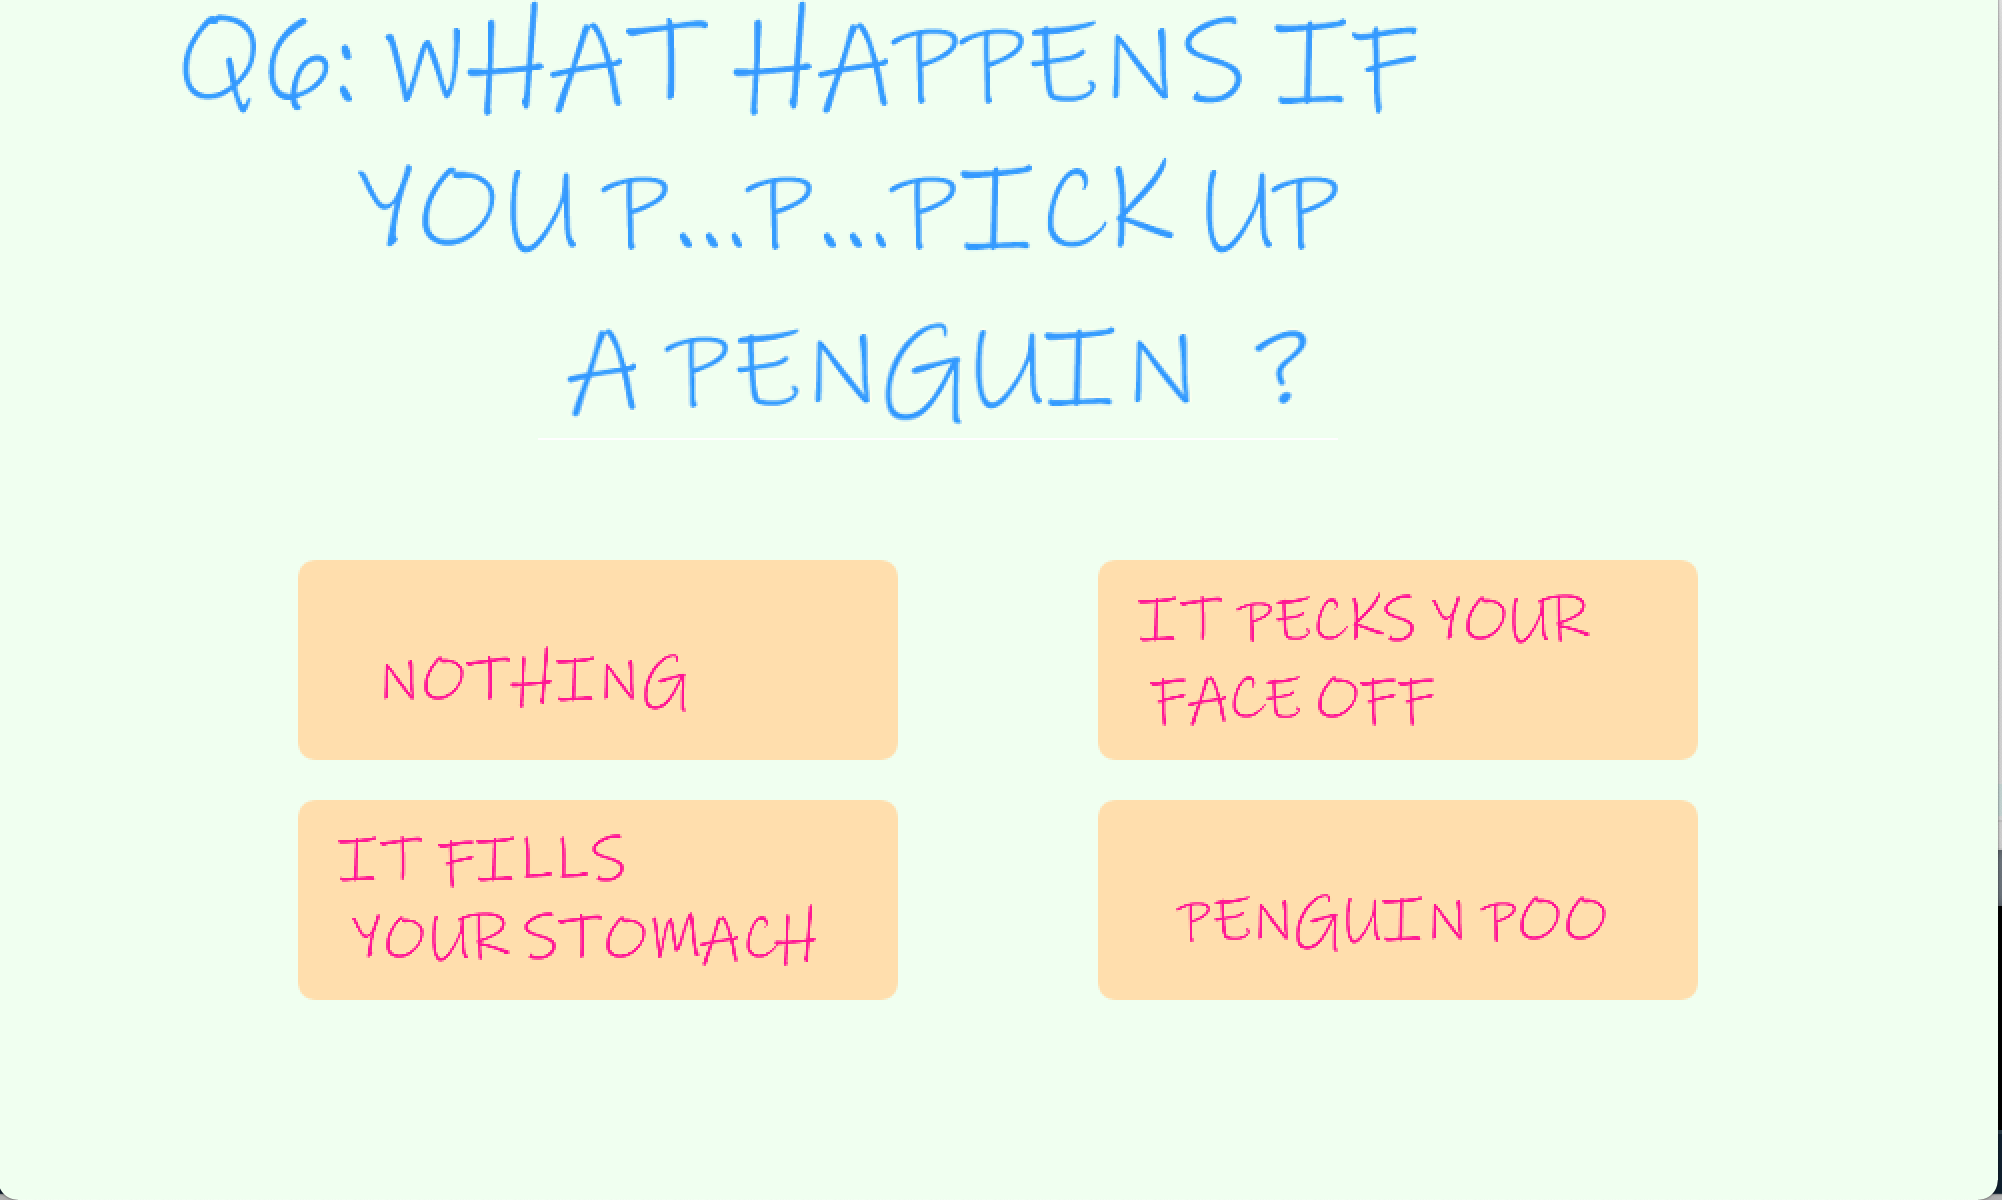 Q6: WHAT HAPPENS IF
YOU P...P...PICK UP
A PENGUIN ?
NOTHING
IT PECKS YOUR
FACE OFF
IT FILLS
YOUR STOMACH
PENGUIN POO